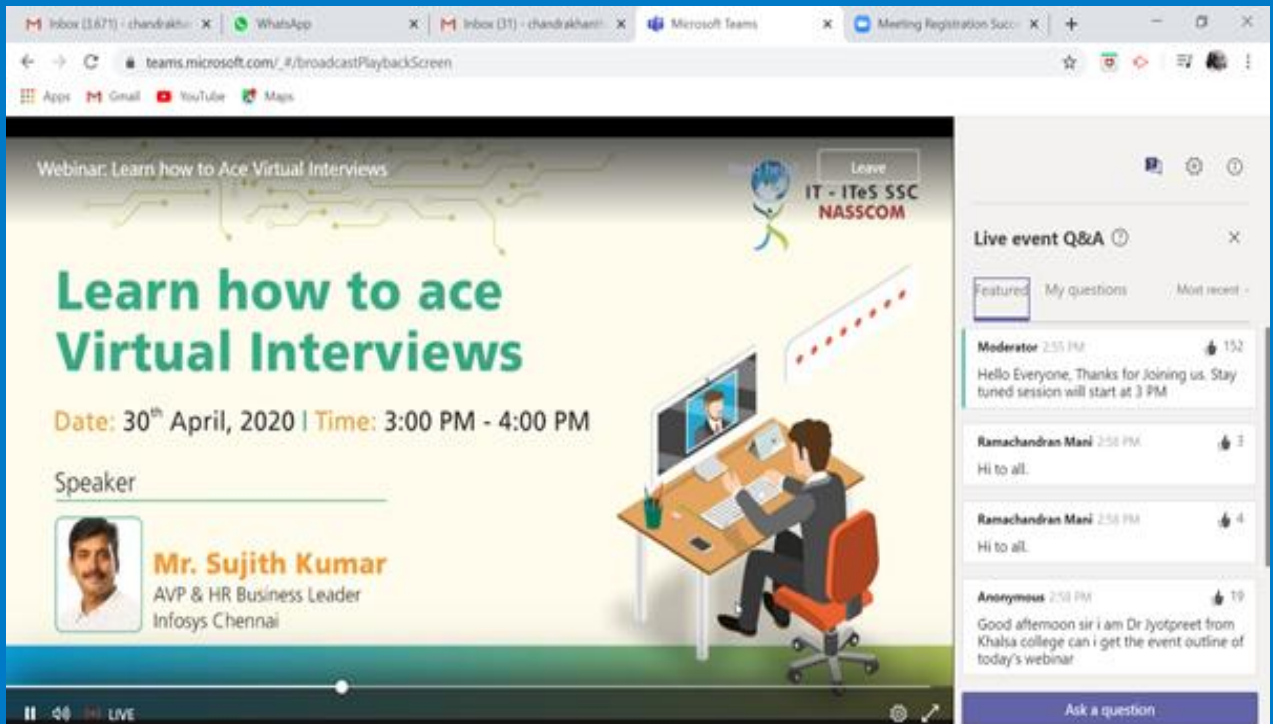 Inbox (3,671) - chandrakha
WhatsApp
Inbox (31) - chandrakhanth
Microsoft Teams
Meeting Registration Succ
teams.microsoft.com/_#/broadcastPlaybackScreen
Apps
Gmail
YouTube
Maps
Webinar: Learn how to Ace Virtual Interviews
Leave
IT - ITeS SSC
NASSCOM
Learn how to ace
Virtual Interviews
Date: 30th April, 2020 | Time: 3:00 PM - 4:00 PM
Speaker
Mr. Sujith Kumar
AVP & HR Business Leader
Infosys Chennai
LIVE
Live event Q&A
Featured
My questions
Most recent
Moderator 2:55 PM
152
Hello Everyone, Thanks for Joining us. Stay
tuned session will start at 3 PM
Ramachandran Mani 2:58 PM
3
Hi to all.
Ramachandran Mani 2:58 PM
4
Hi to all.
Anonymous 2:58 PM
19
Good afternoon sir i am Dr Jyotpreet from
Khalsa college can i get the event outline of
today's webinar
Ask a question